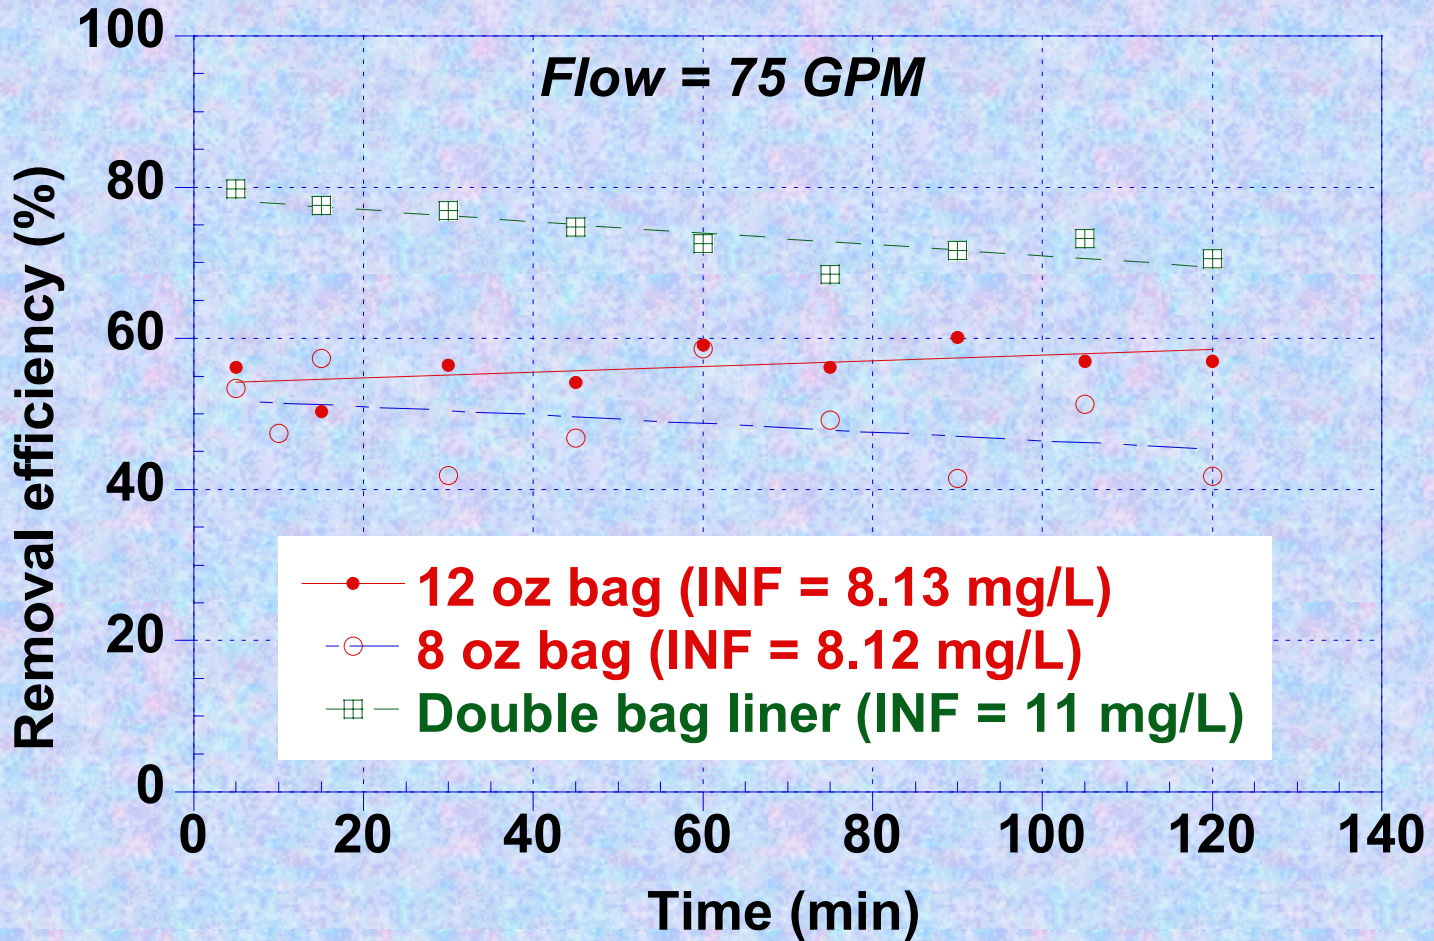 Flow = 75 GPM
Removal efficiency (%)
100
80
60
40
20
0
12 oz bag (INF = 8.13 mg/L)
8 oz bag (INF = 8.12 mg/L)
Double bag liner (INF = 11 mg/L)
0 20 40 60 80 100 120 140
Time (min)